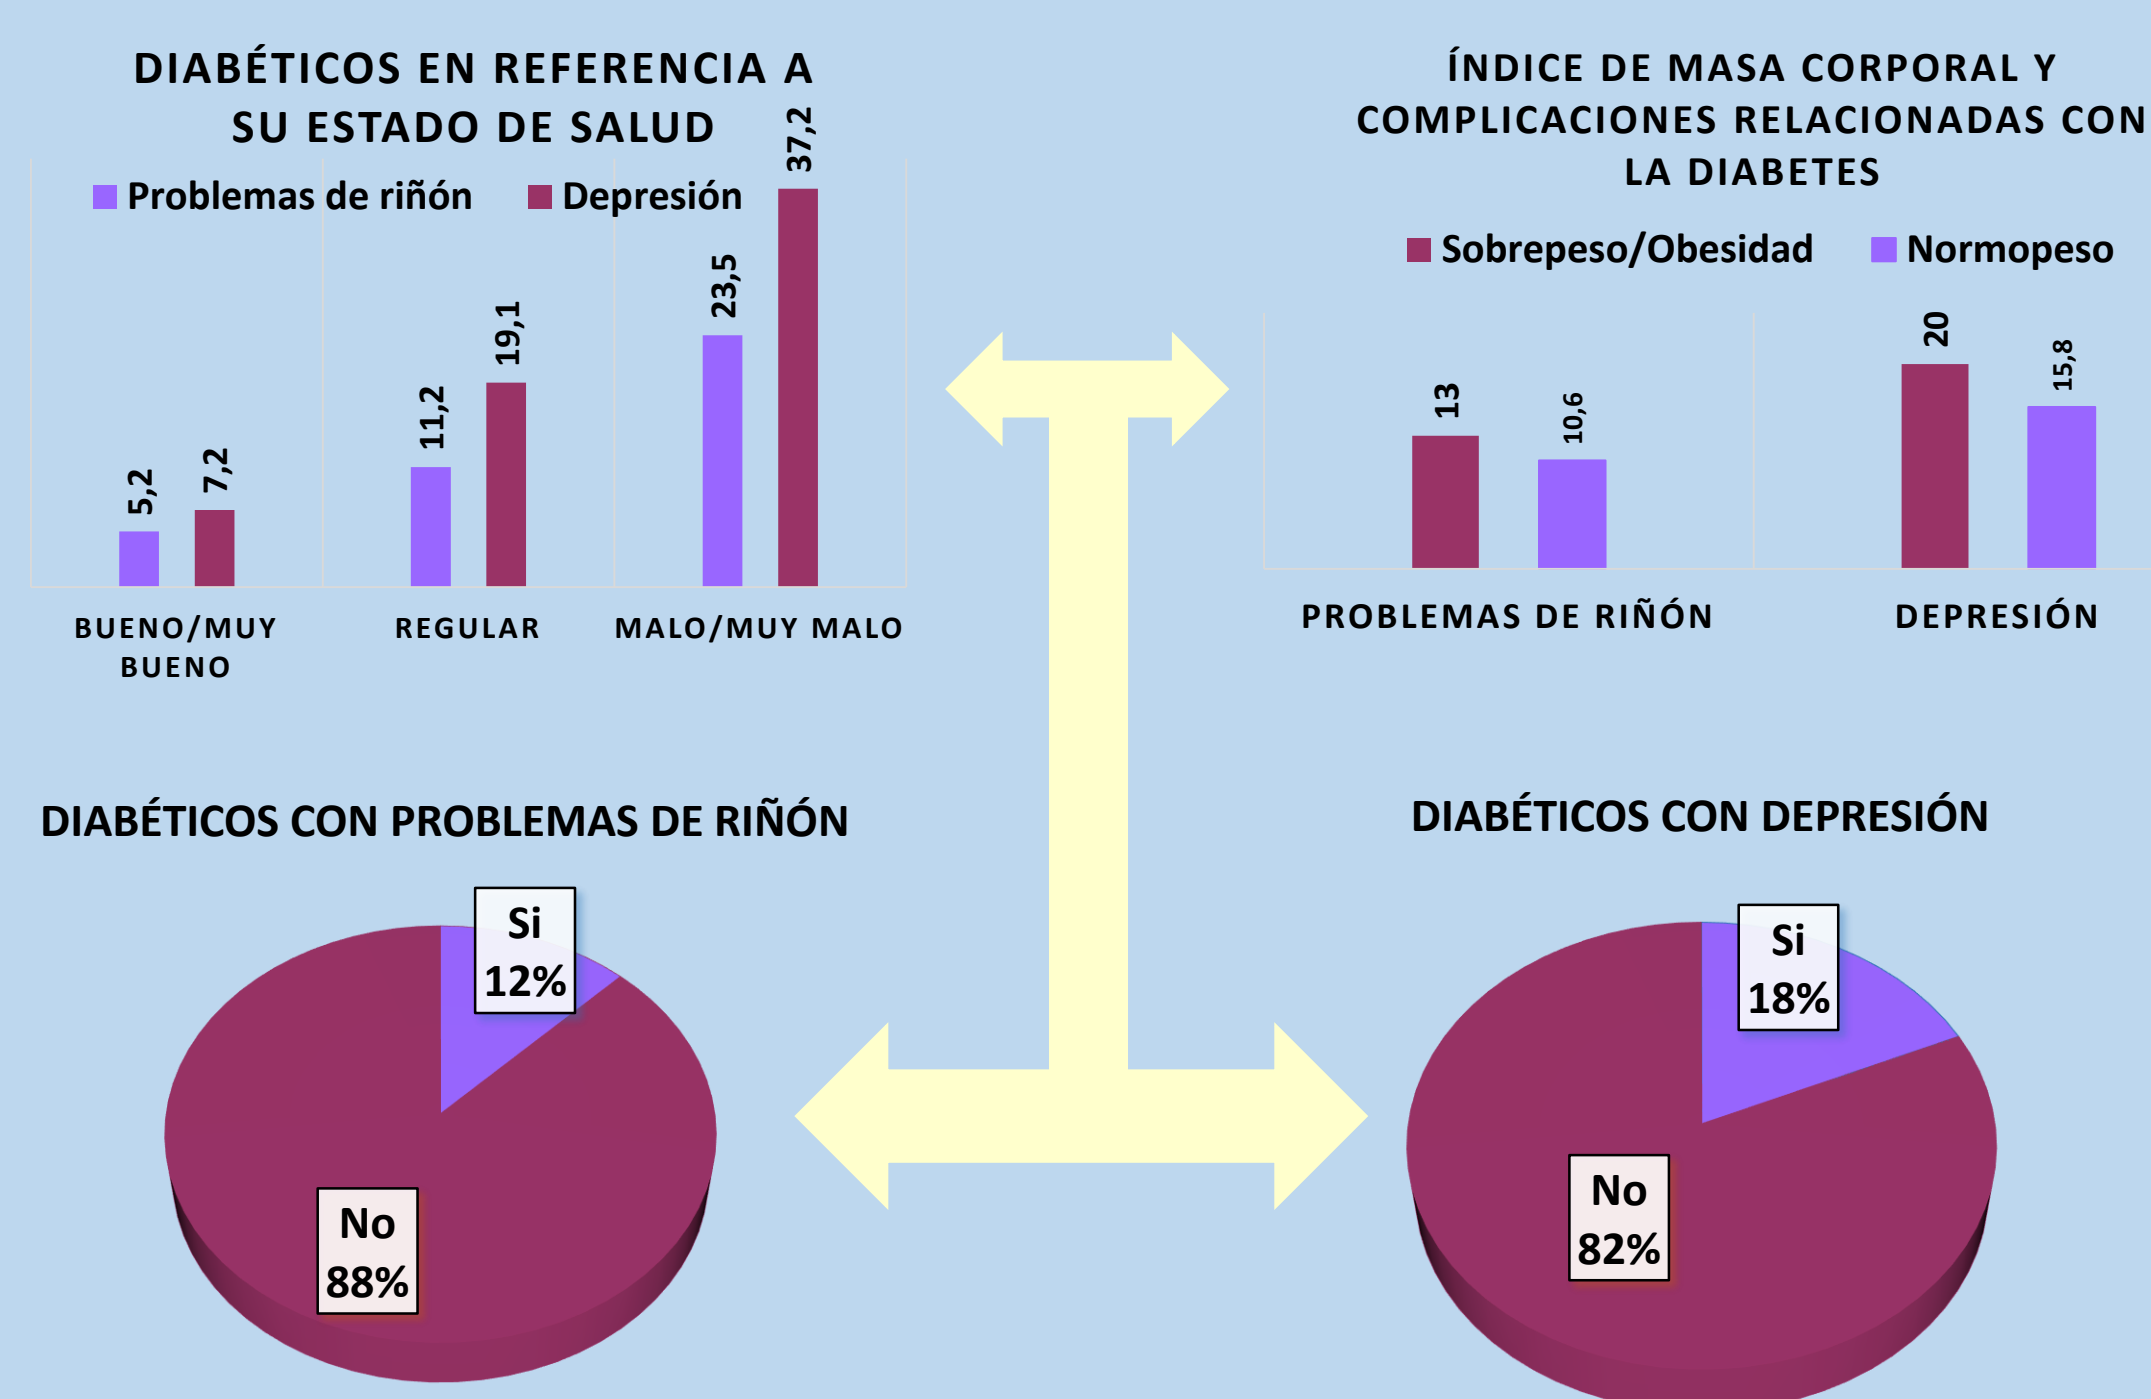 DIABÉTICOS EN REFERENCIA A
SU ESTADO DE SALUD
Problemas de riñón
Depresión
5,2
7,2
11,2
19,1
23,5
37,2
BUENO/MUY
BUENO
REGULAR
MALO/MUY MALO
ÍNDICE DE MASA CORPORAL Y
COMPLICACIONES RELACIONADAS CON
LA DIABETES
Sobrepeso/Obesidad
Normopeso
13
10,6
20
15,8
PROBLEMAS DE RIÑÓN
DEPRESIÓN
DIABÉTICOS CON PROBLEMAS DE RIÑÓN
Si
12%
No
88%
DIABÉTICOS CON DEPRESIÓN
Si
18%
No
82%